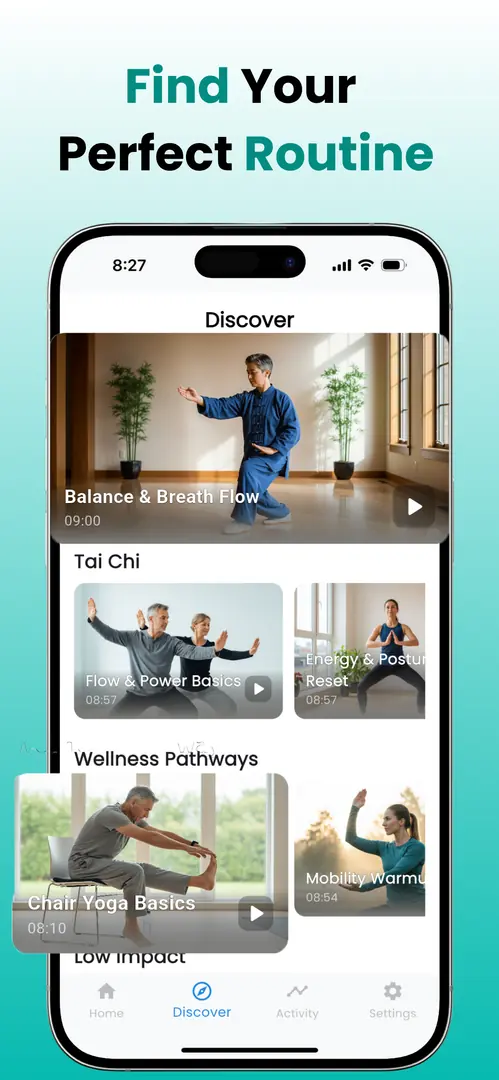 Find Your
Perfect Routine
8:27
Discover
Balance & Breath Flow
09:00
Tai Chi
Flow & Power Basics
08:57
Energy & Postur
Reset
08:57
Wellness Pathways
Chair Yoga Basics
08:10
Mobility Warmu
08:54
Low Impact
Home
Discover
Activity
Settings